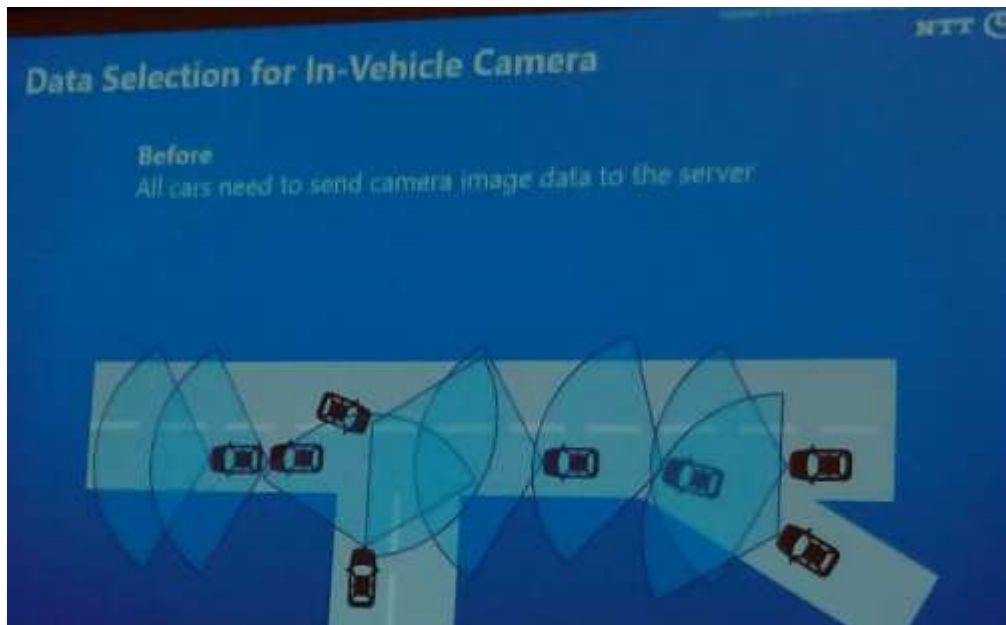 NTT
Data Selection for In-Vehicle Camera
Before
All cars need to send camera image data to the server